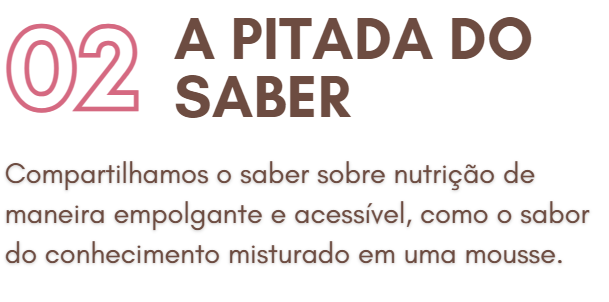 02
A PITADA DO
SABER
Compartilhamos o saber sobre nutrição de
maneira empolgante e acessível, como o sabor
do conhecimento misturado em uma mousse.